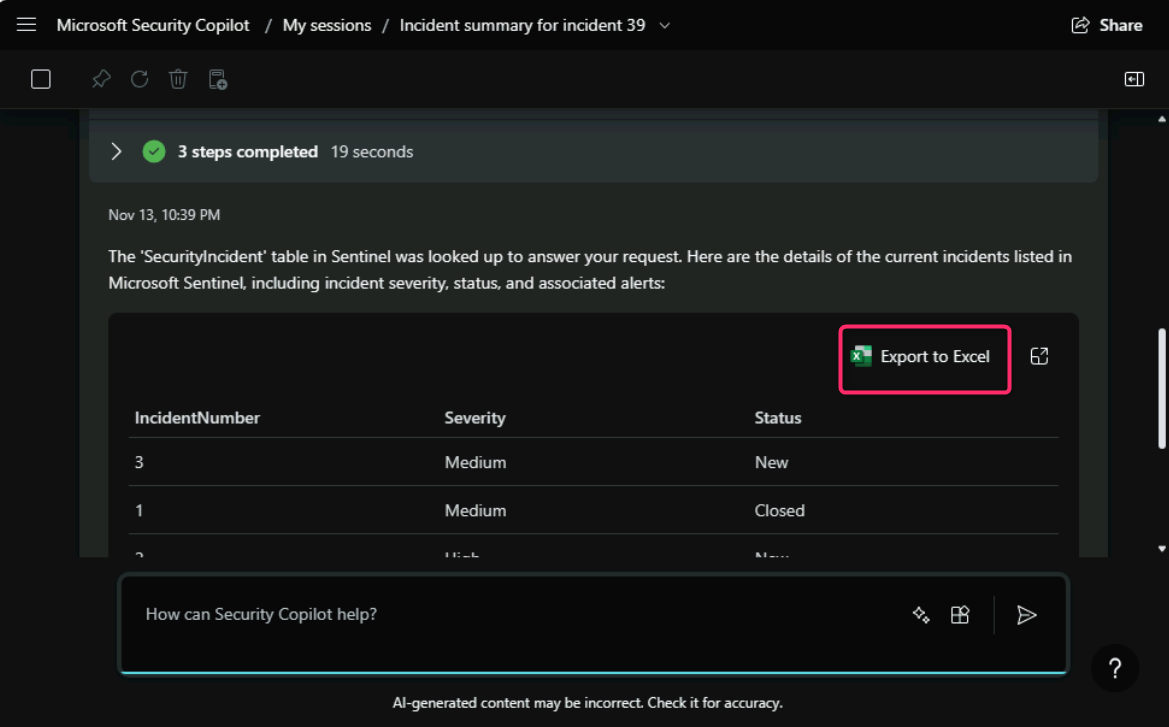 Microsoft Security Copilot / My sessions / Incident summary for incident 39
Share
3 steps completed 19 seconds
Nov 13, 10:39 PM
The 'SecurityIncident' table in Sentinel was looked up to answer your request. Here are the details of the current incidents listed in
Microsoft Sentinel, including incident severity, status, and associated alerts:
Export to Excel
IncidentNumber Severity Status
3 Medium New
1 Medium Closed
How can Security Copilot help?
?
AI-generated content may be incorrect. Check it for accuracy.